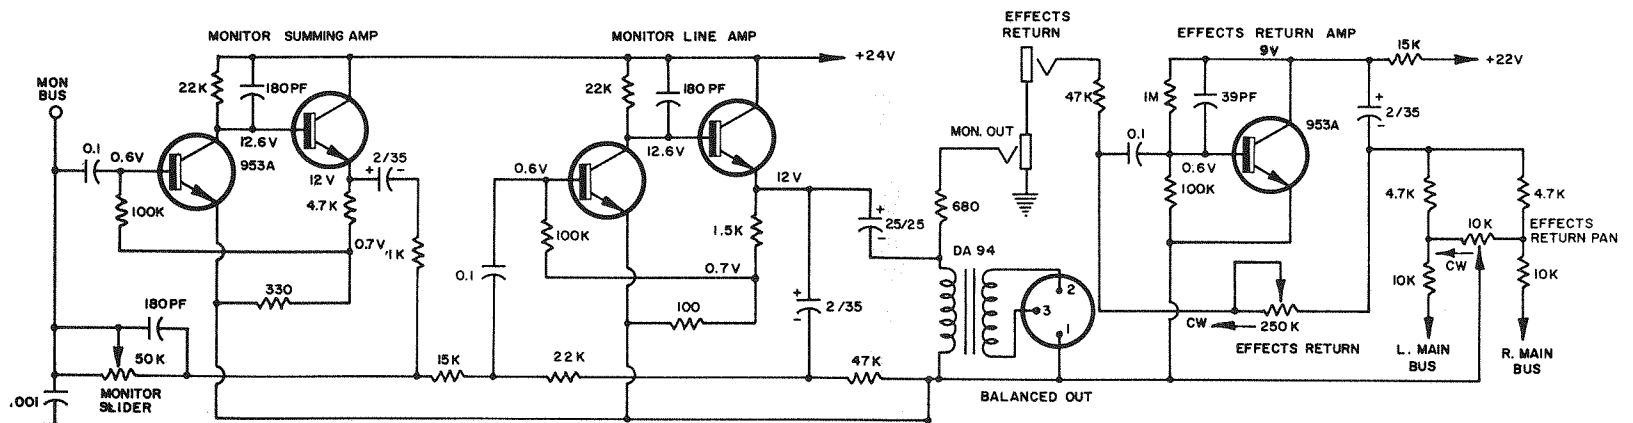 MONITOR SUMMING AMP
MON
BUS
22K
180PF
0.1
0.6V
12.6V
953A
100K
12V
4.7K
+
2/35
-
0.7V
1K
330
180PF
50K
MONITOR
SLIDER
.001
15K
MONITOR LINE AMP
+24V
22K
180PF
12.6V
0.6V
100K
0.1
12V
1.5K
0.7V
100
22K
+
2/35
-
47K
+
25/25
-
EFFECTS
RETURN
MON. OUT
680
DA 94
2
3
1
BALANCED OUT
EFFECTS RETURN AMP
9V
15K
+22V
47K
1M
39PF
0.1
0.6V
953A
100K
+
2/35
-
4.7K
4.7K
10K
EFFECTS
RETURN PAN
CW
10K
10K
CW
250K
EFFECTS RETURN
L. MAIN
BUS
R. MAIN
BUS